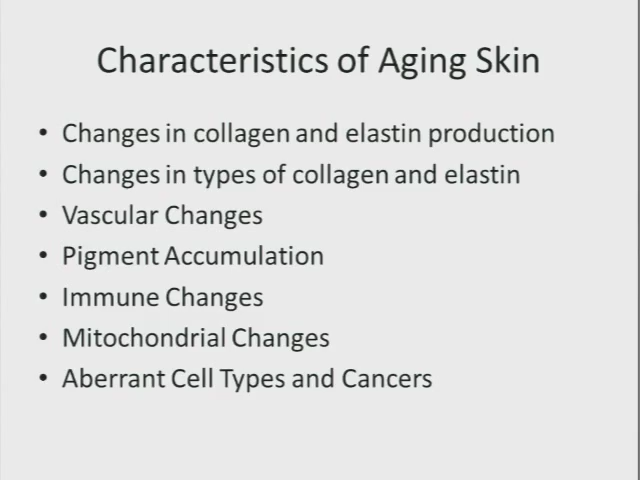 Characteristics of Aging Skin
• Changes in collagen and elastin production
• Changes in types of collagen and elastin
• Vascular Changes
• Pigment Accumulation
• Immune Changes
• Mitochondrial Changes
• Aberrant Cell Types and Cancers